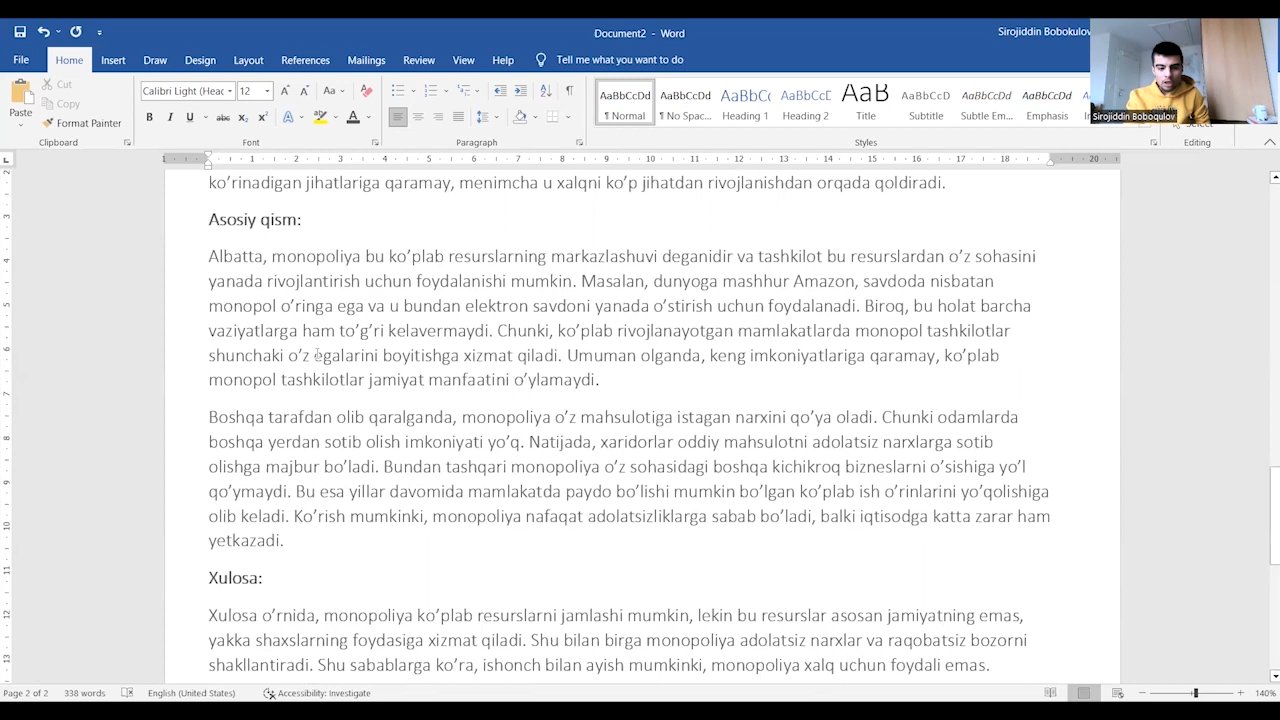 Document2 - Word
Sirojiddin Bobokulov
File Home Insert Draw Design Layout References Mailings Review View Help Tell me what you want to do
Paste
Cut
Copy
Format Painter
Calibri Light (Headc 12
B I U abc x₂ x²
AaBbCcDd AaBbCcDd AaBbCc AaBbCcE AaB AaBbCcD AaBbCcDd AaBbCcDd
¶ Normal ¶ No Spac... Heading 1 Heading 2 Title Subtitle Subtle Em... Emphasis
Sirojiddin Boboqulov
Clipboard Font Paragraph Styles Editing
ko’rinadigan jihatlariga qaramay, menimcha u xalqni ko’p jihatdan rivojlanishdan orqada qoldiradi.
Asosiy qism:
Albatta, monopoliya bu ko’plab resurslarning markazlashuvi deganidir va tashkilot bu resurslardan o’z sohasini
yanada rivojlantirish uchun foydalanishi mumkin. Masalan, dunyoga mashhur Amazon, savdoda nisbatan
monopol o’ringa ega va u bundan elektron savdoni yanada o’stirish uchun foydalanadi. Biroq, bu holat barcha
vaziyatlarga ham to’g’ri kelavermaydi. Chunki, ko’plab rivojlanayotgan mamlakatlarda monopol tashkilotlar
shunchaki o’z egalarini boyitishga xizmat qiladi. Umuman olganda, keng imkoniyatlariga qaramay, ko’plab
monopol tashkilotlar jamiyat manfaatini o’ylamaydi.
Boshqa tarafdan olib qaralganda, monopoliya o’z mahsulotiga istagan narxini qo’ya oladi. Chunki odamlarda
boshqa yerdan sotib olish imkoniyati yo’q. Natijada, xaridorlar oddiy mahsulotni adolatsiz narxlarga sotib
olishga majbur bo’ladi. Bundan tashqari monopoliya o’z sohasidagi boshqa kichikroq bizneslarni o’sishiga yo’l
qo’ymaydi. Bu esa yillar davomida mamlakatda paydo bo’lishi mumkin bo’lgan ko’plab ish o’rinlarini yo’qolishiga
olib keladi. Ko’rish mumkinki, monopoliya nafaqat adolatsizliklarga sabab bo’ladi, balki iqtisodga katta zarar ham
yetkazadi.
Xulosa:
Xulosa o’rnida, monopoliya ko’plab resurslarni jamlashi mumkin, lekin bu resurslar asosan jamiyatning emas,
yakka shaxslarning foydasiga xizmat qiladi. Shu bilan birga monopoliya adolatsiz narxlar va raqobatsiz bozorni
shakllantiradi. Shu sabablarga ko’ra, ishonch bilan ayish mumkinki, monopoliya xalq uchun foydali emas.
Page 2 of 2 338 words English (United States) Accessibility: Investigate 140%